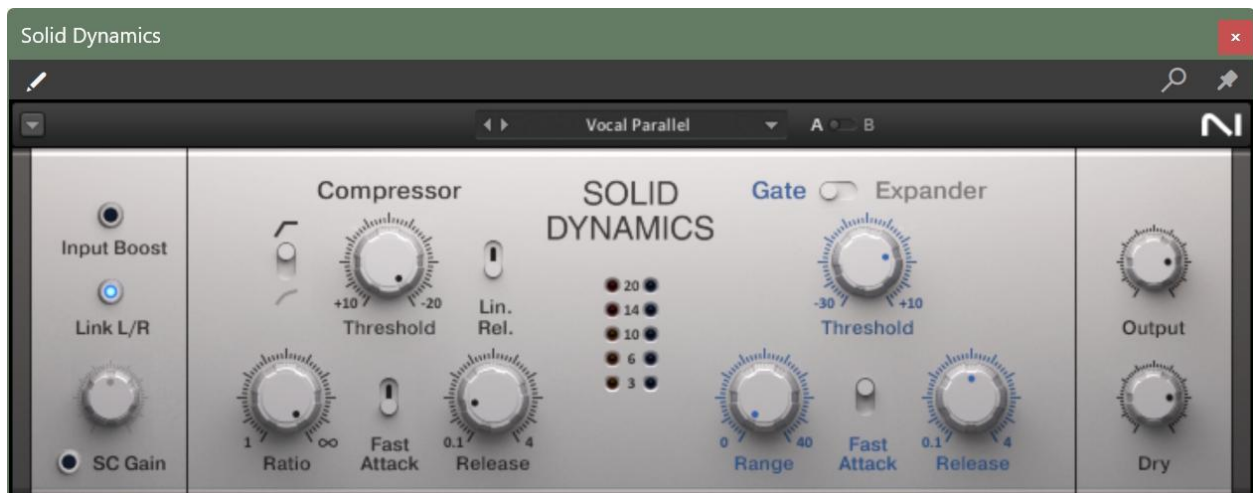 Solid Dynamics
Vocal Parallel
A B
Input Boost
Link L/R
SC Gain
Compressor
+10 -20
Threshold
Lin.
Rel.
1 ∞
Ratio
Fast
Attack
0.1 4
Release
SOLID
DYNAMICS
20
14
10
6
3
Gate Expander
-30 +10
Threshold
0 40
Range
Fast
Attack
0.1 4
Release
Output
Dry